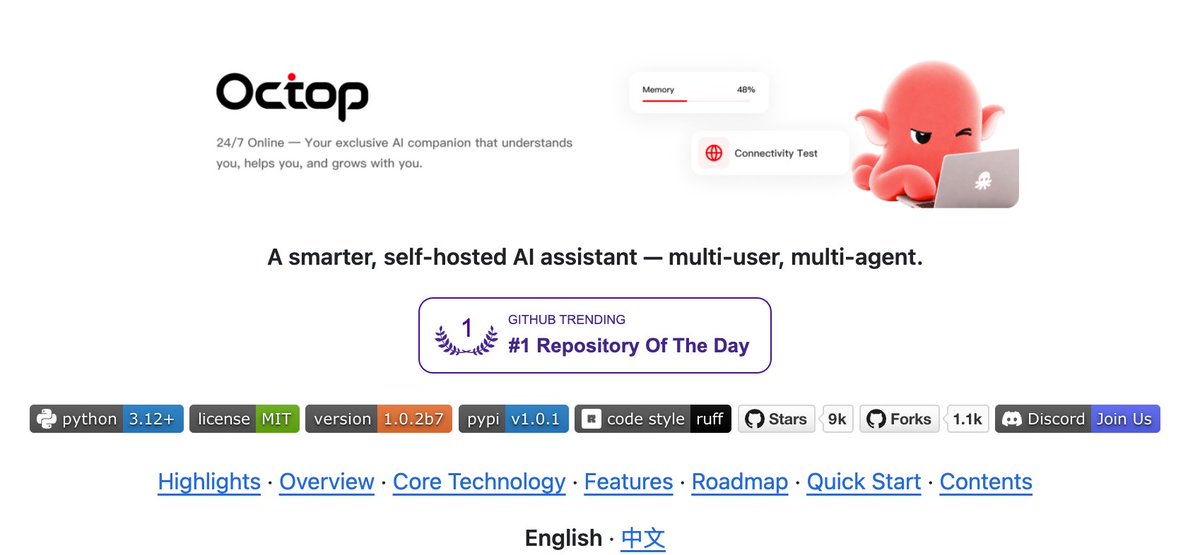 Octop
24/7 Online — Your exclusive AI companion that understands
you, helps you, and grows with you.
Memory 48%
Connectivity Test
A smarter, self-hosted AI assistant — multi-user, multi-agent.
1
GITHUB TRENDING
#1 Repository Of The Day
python 3.12+ license MIT version 1.0.2b7 pypi v1.0.1 code style ruff Stars 9k Forks 1.1k Discord Join Us
Highlights · Overview · Core Technology · Features · Roadmap · Quick Start · Contents
English · 中文